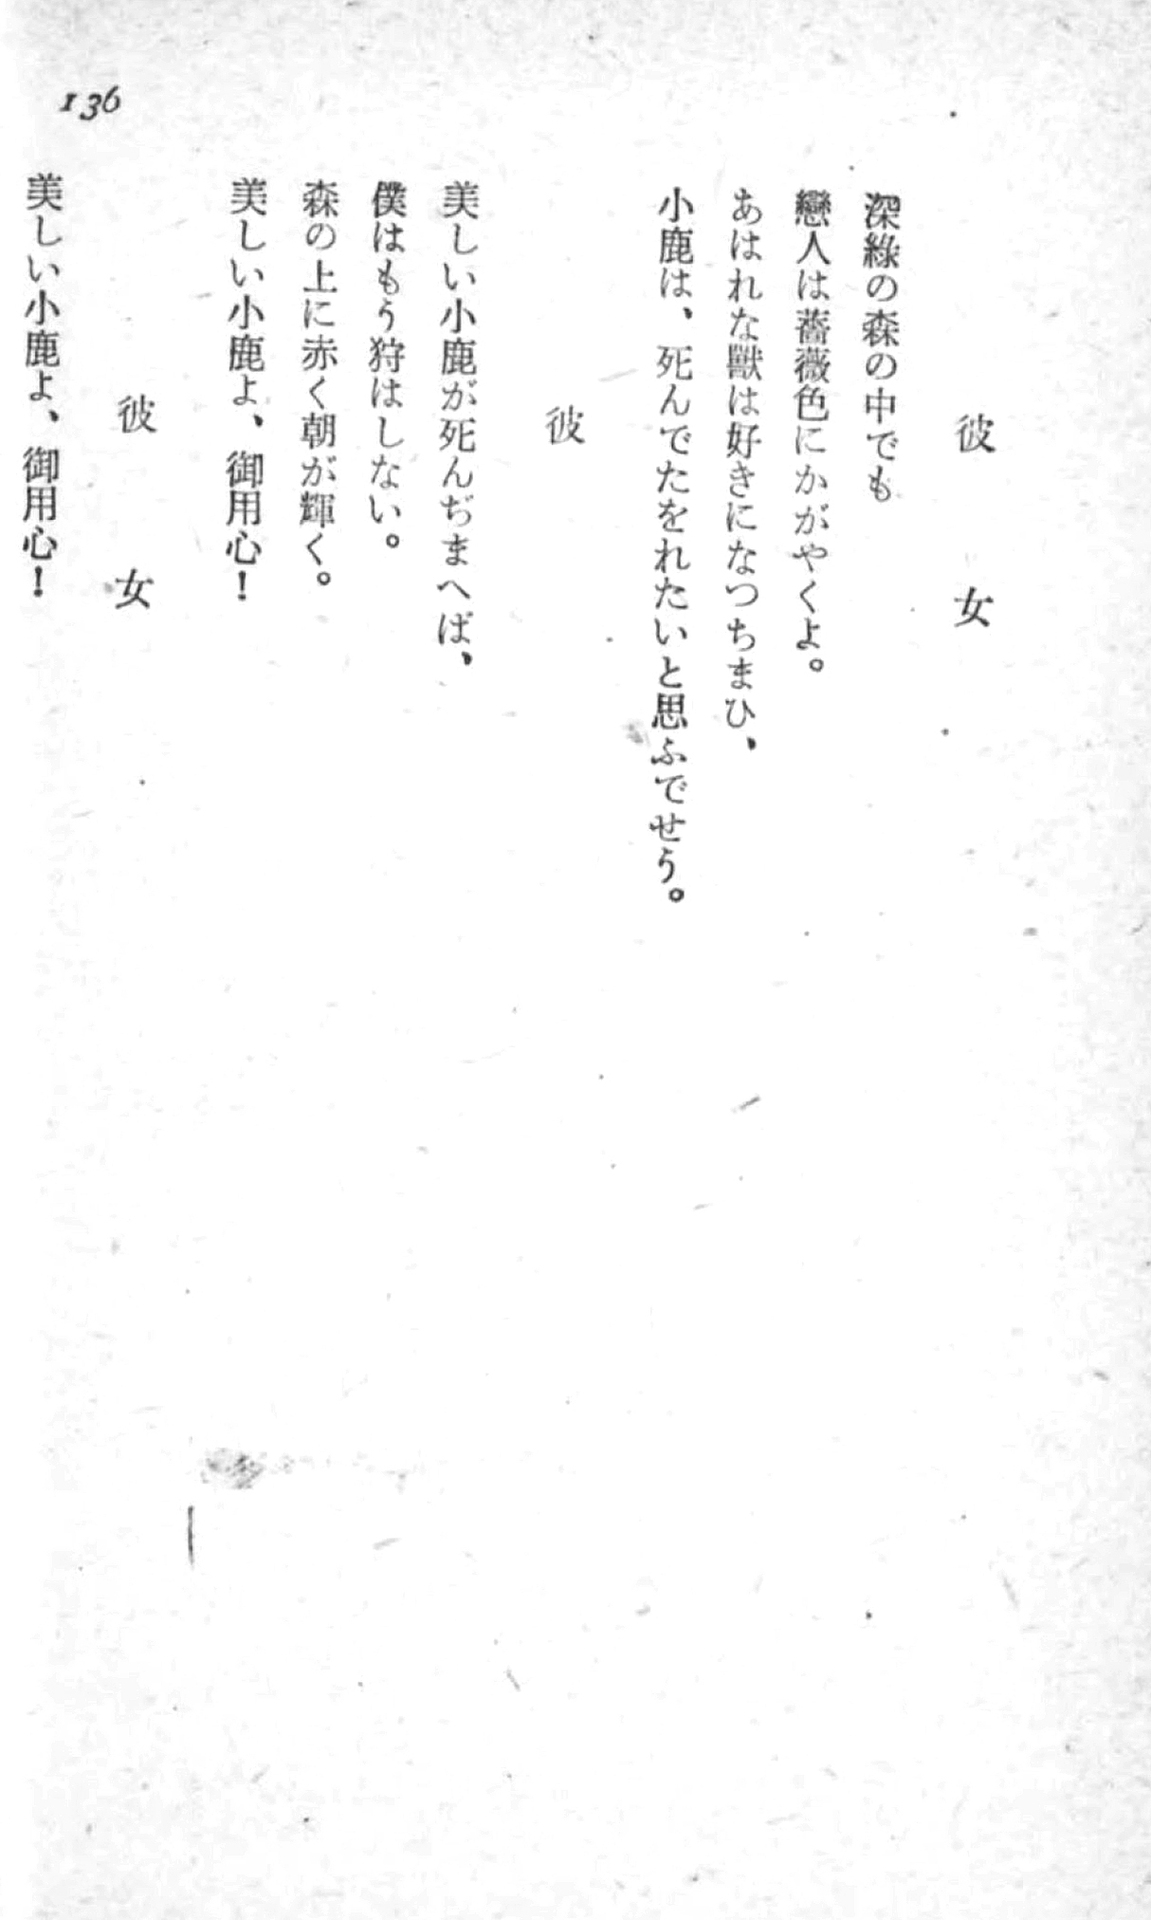 136
彼女
深綠の森の中でも
戀人は薔薇色にかがやくよ。
あはれな獸は好きになつちまひ、
小鹿は、死んでたをれたいと思ふでせう。
彼
美しい小鹿が死んぢまへば、
僕はもう狩はしない。
森の上に赤く朝が輝く。
美しい小鹿よ、御用心！
彼女
美しい小鹿よ、御用心！